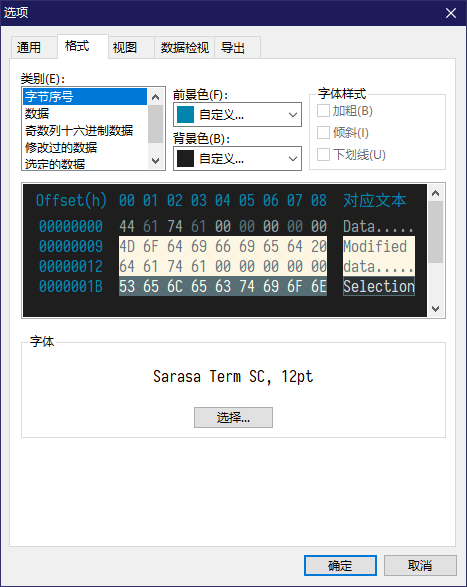 选项
通用 格式 视图 数据检视 导出
类别(E):
字节序号
数据
奇数列十六进制数据
修改过的数据
选定的数据
前景色(F):
自定义...
背景色(B):
自定义...
字体样式
加粗(B)
倾斜(I)
下划线(U)
Offset(h) 00 01 02 03 04 05 06 07 08 对应文本
00000000 44 61 74 61 00 00 00 00 00 Data.....
00000009 4D 6F 64 69 66 69 65 64 20 Modified
00000012 64 61 74 61 00 00 00 00 00 data.....
0000001B 53 65 6C 65 63 74 69 6F 6E Selection
字体
Sarasa Term SC, 12pt
选择...
确定 取消